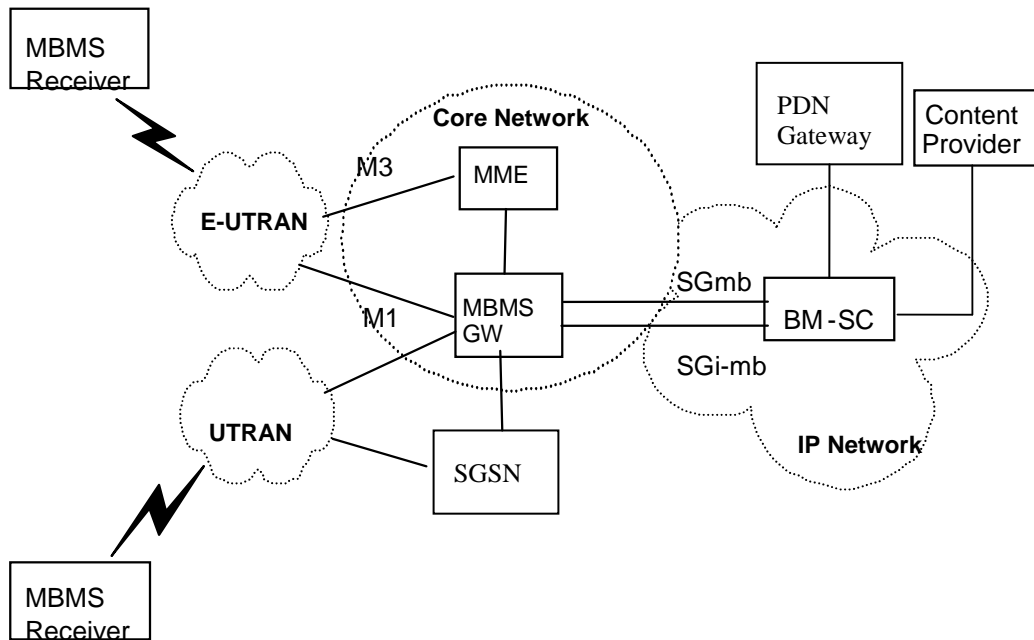 MBMS
Receiver
Core Network
PDN
Gateway
Content
Provider
M3
MME
E-UTRAN
SGmb
MBMS
GW
BM-SC
M1
SGi-mb
UTRAN
IP Network
SGSN
MBMS
Receiver